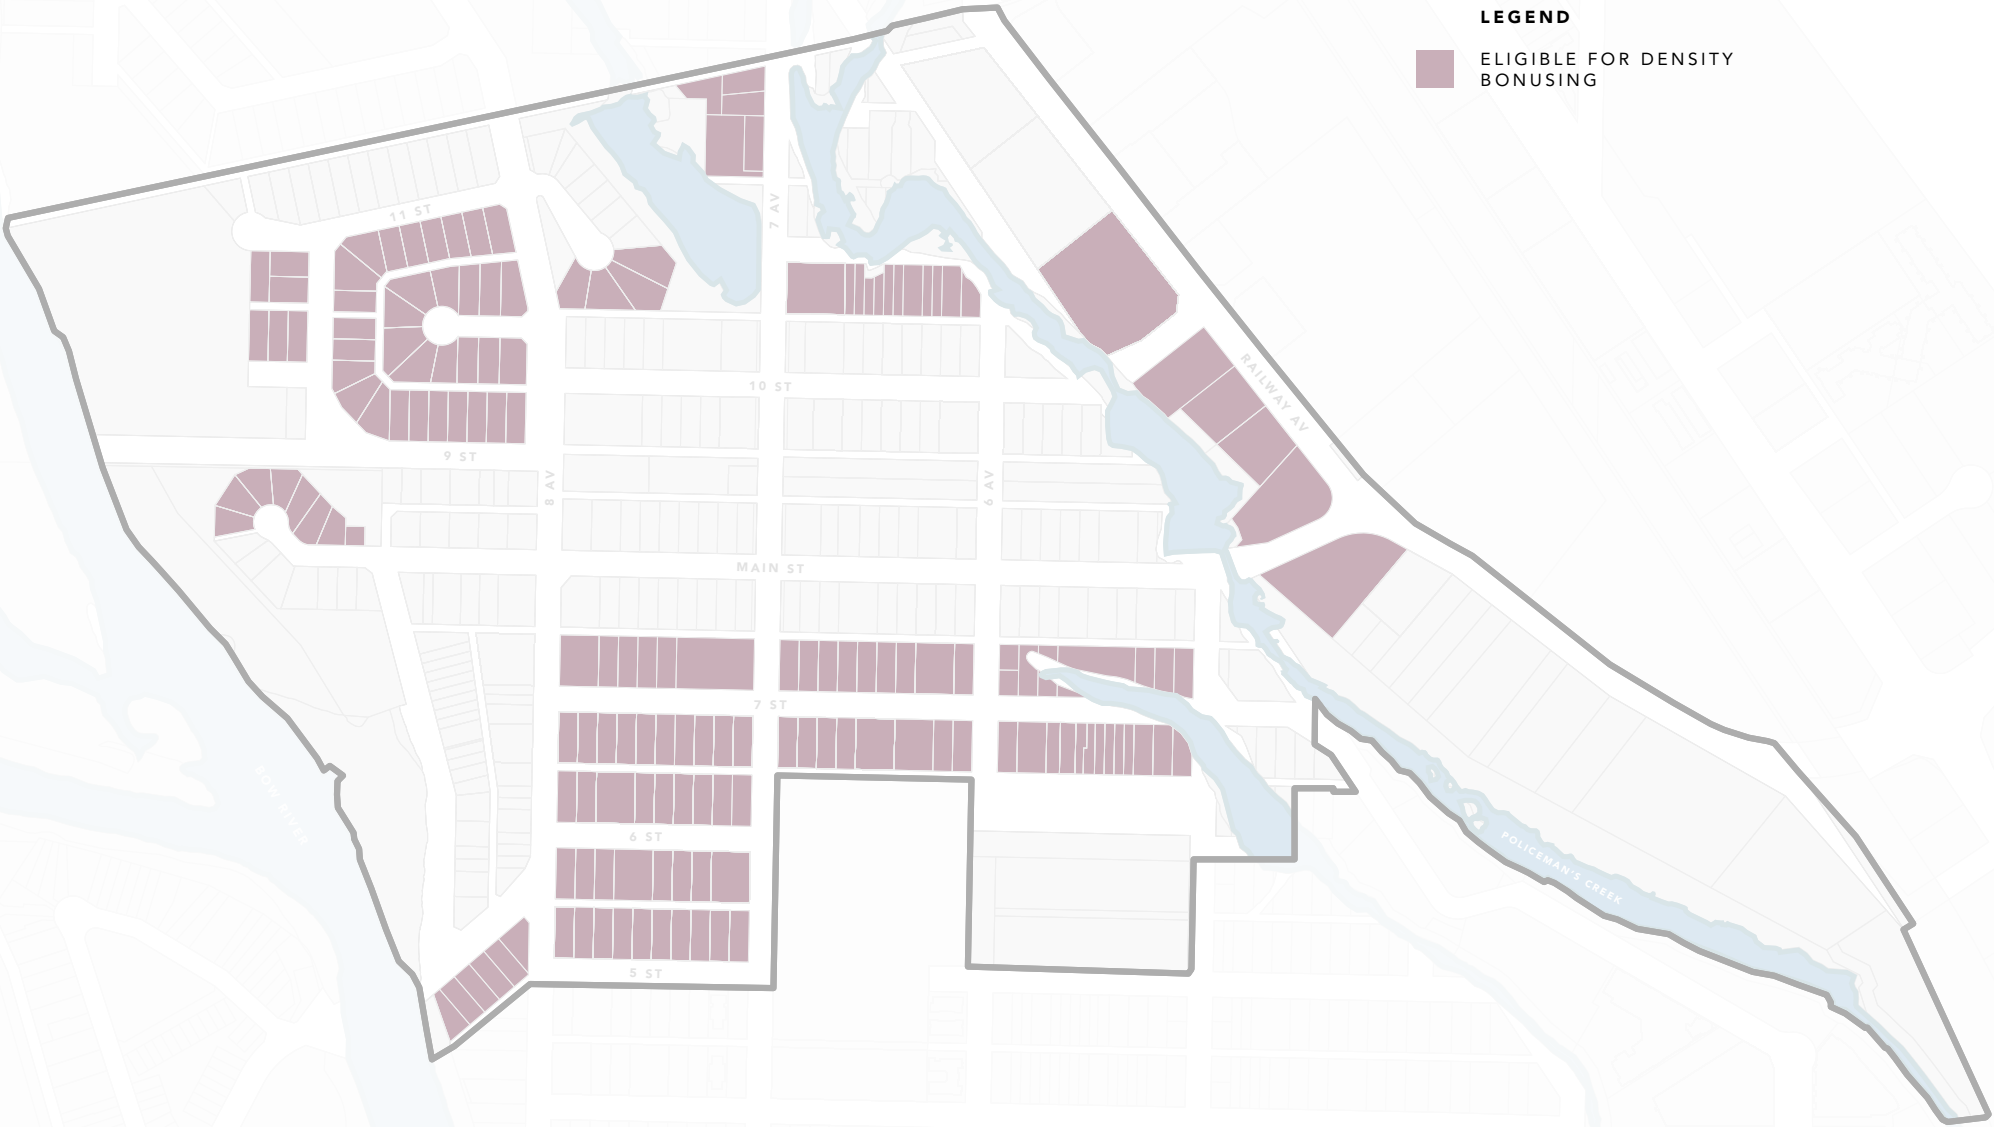 LEGEND
ELIGIBLE FOR DENSITY
BONUSING
11 ST
7 AV
10 ST
RAILWAY AV
9 ST
8 AV
6 AV
MAIN ST
7 ST
BOW RIVER
6 ST
POLICEMAN'S CREEK
5 ST